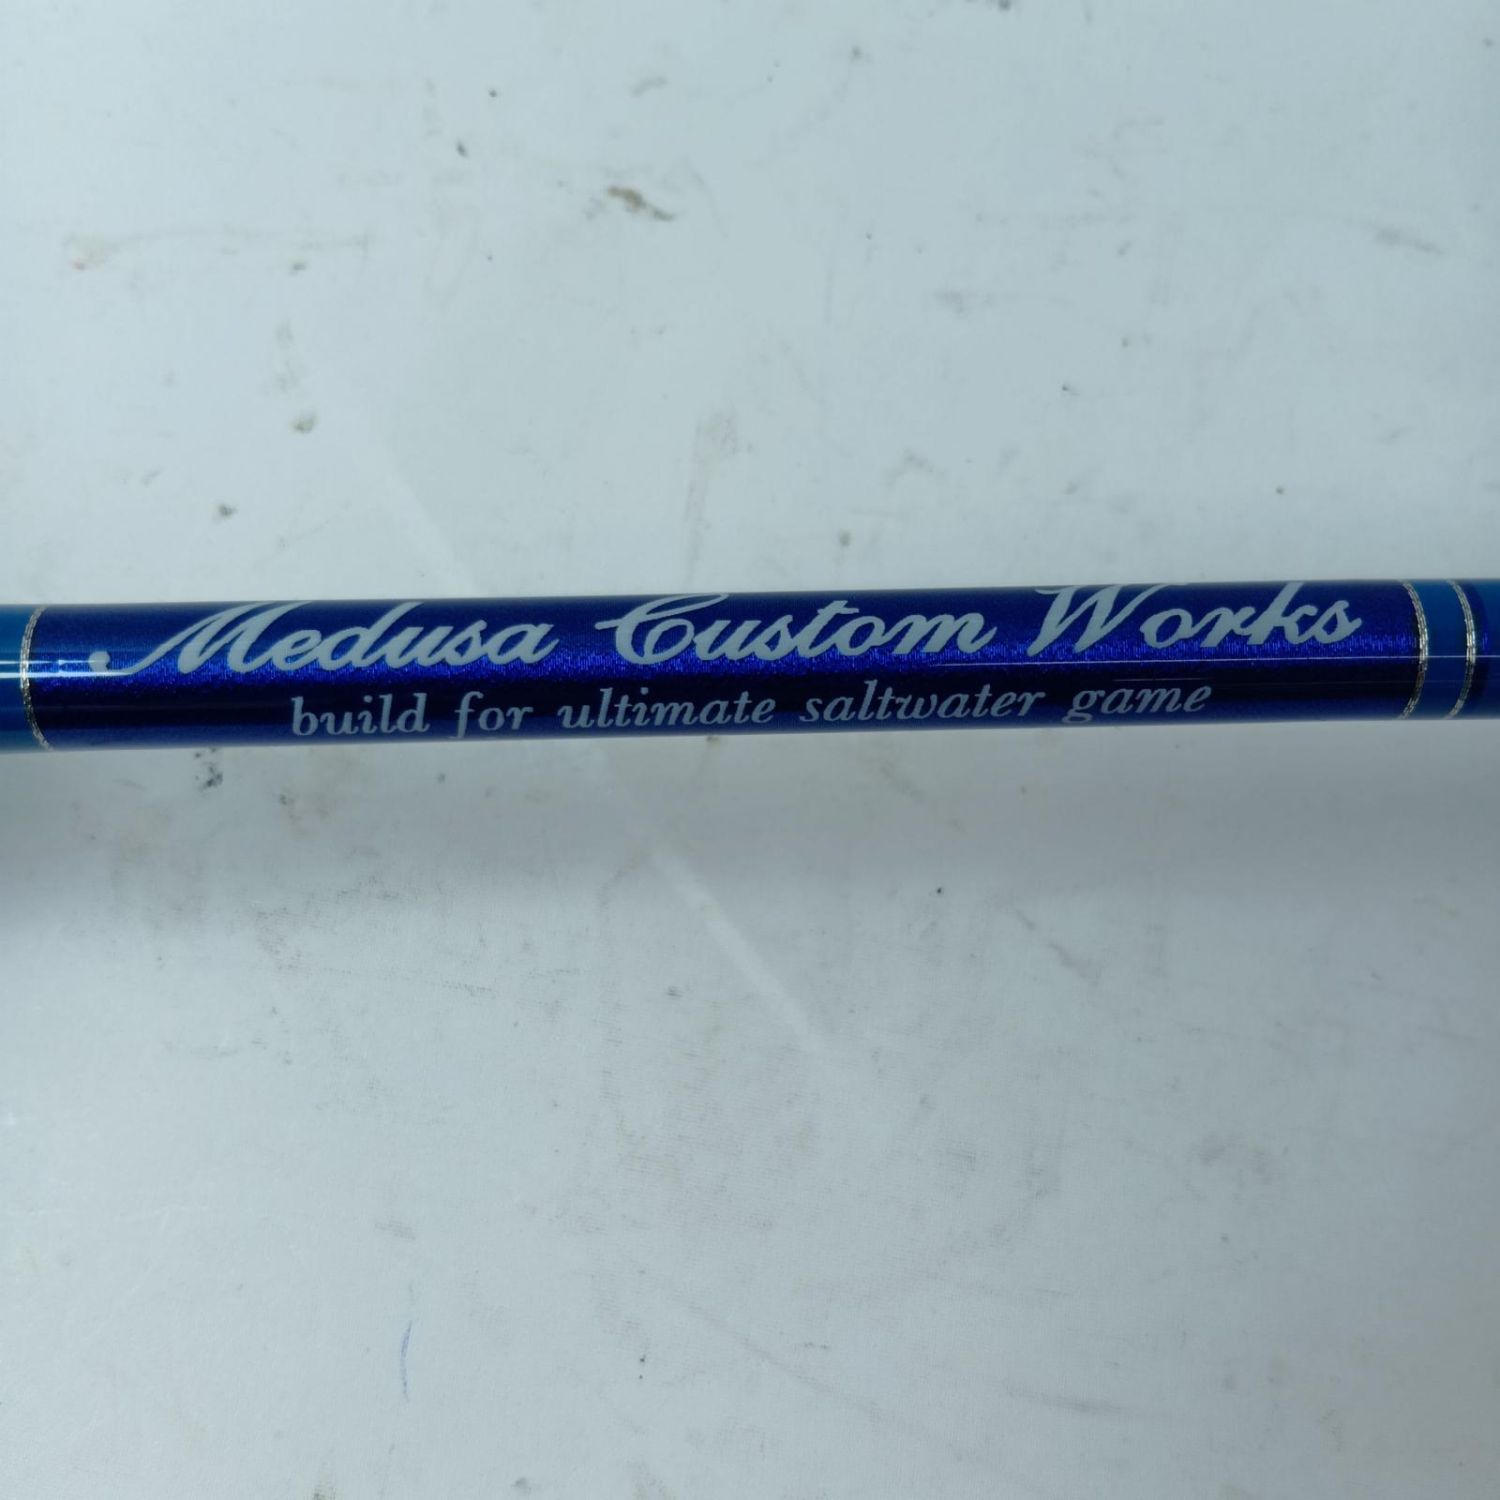 Medusa Custom Works
build for ultimate saltwater game